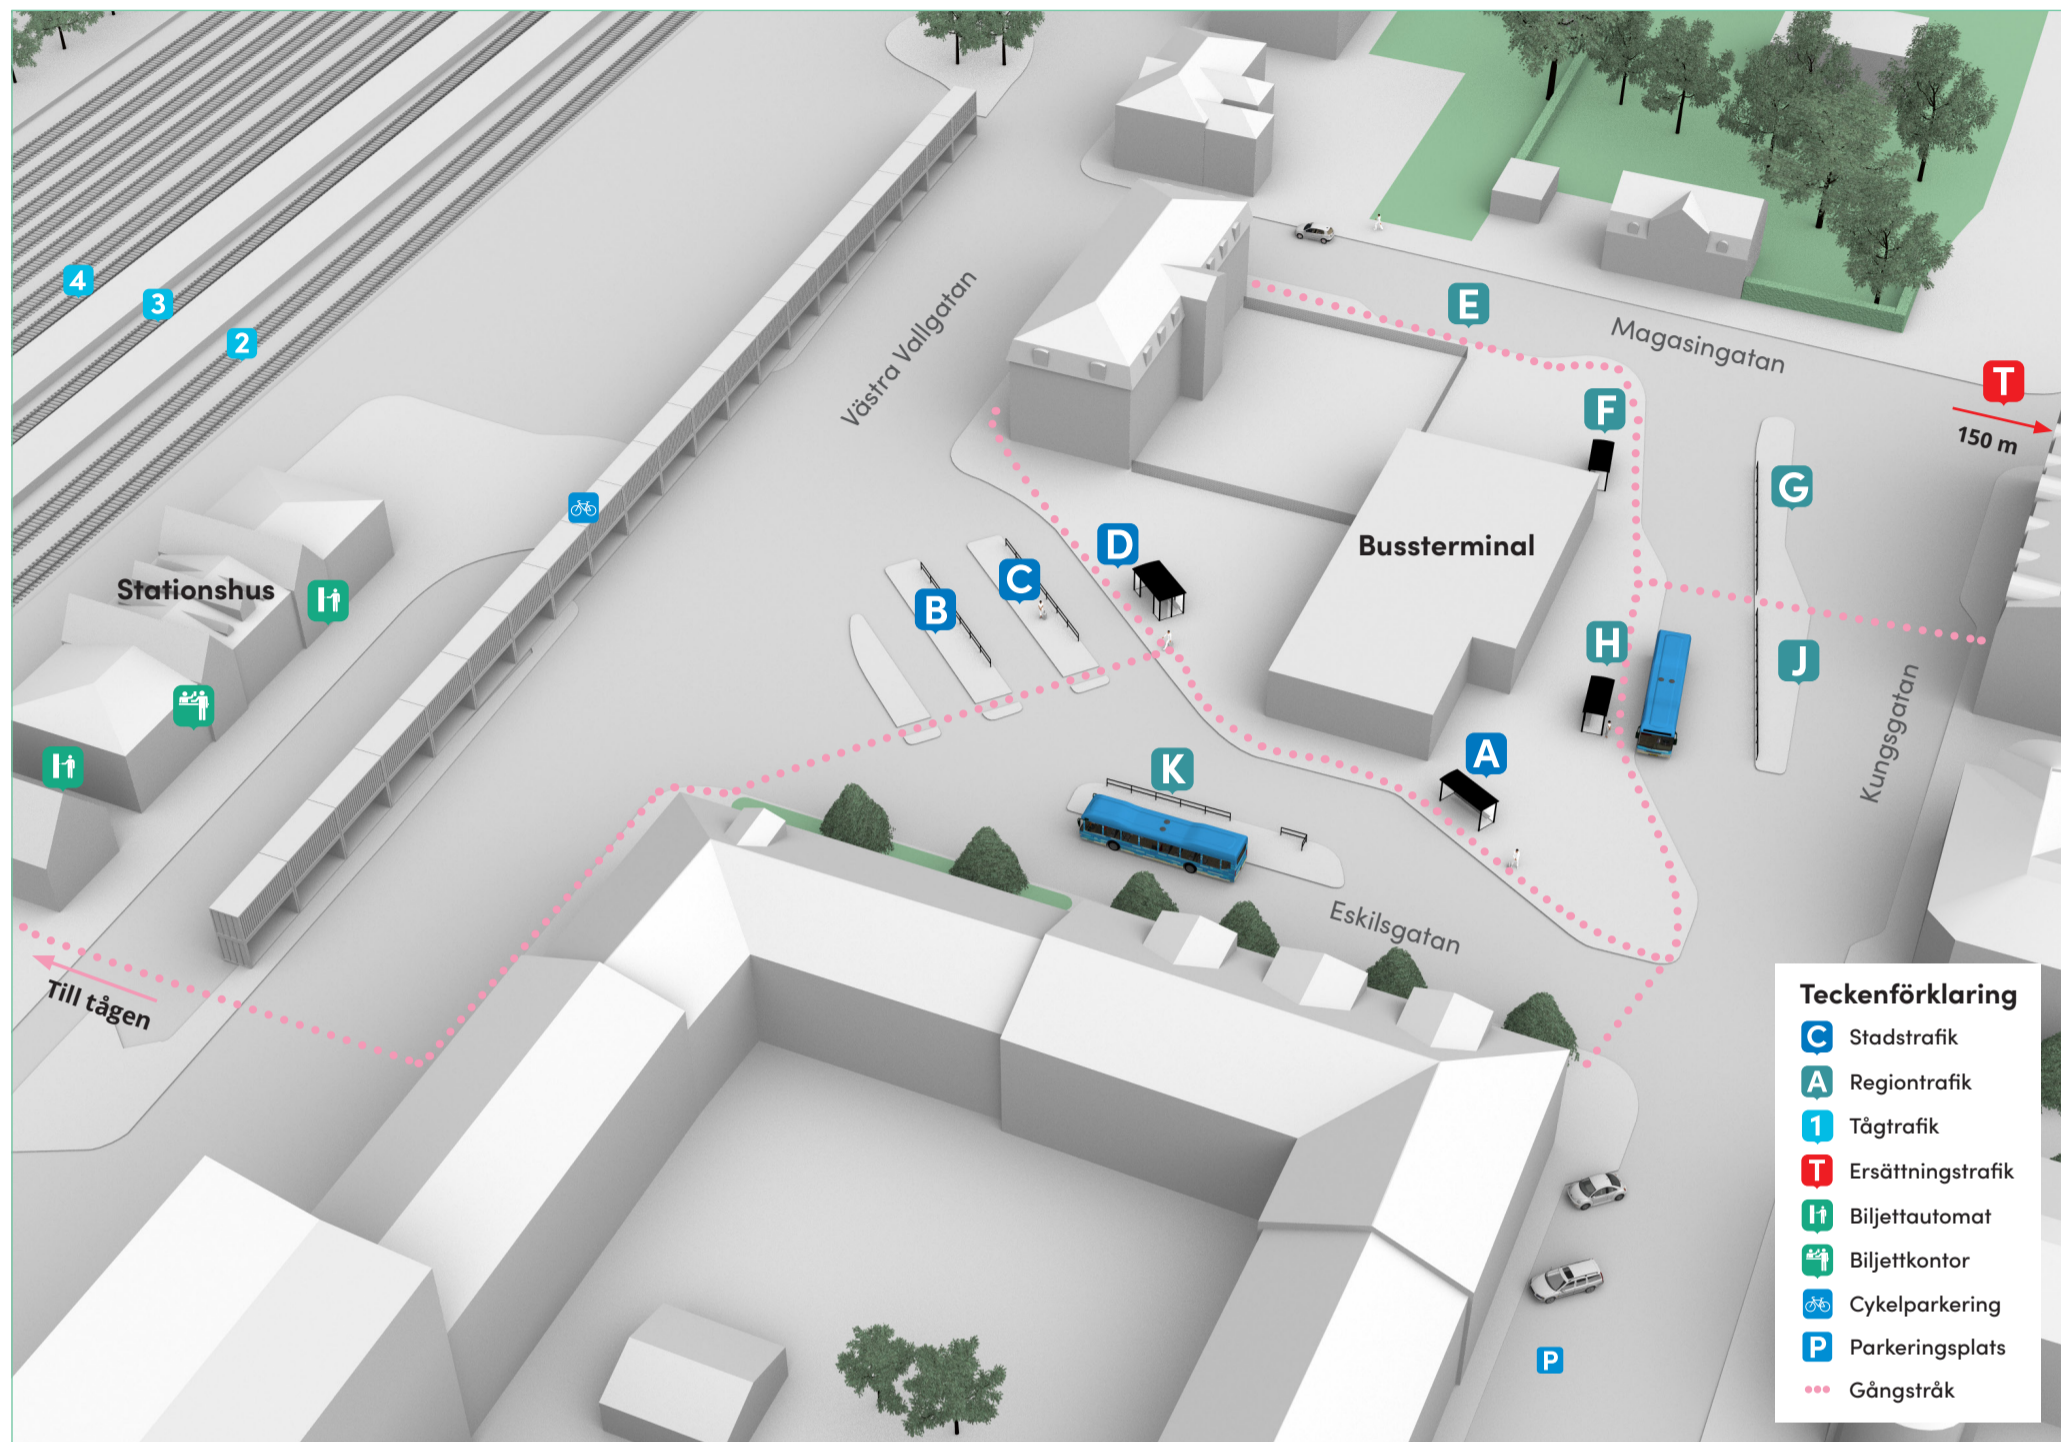 4
3
2
E
Magasingatan
T
150 m
Västra Vallgatan
F
G
D
Bussterminal
C
B
Stationshus
H
J
Kungsgatan
A
K
Eskilsgatan
Till tågen
P
Teckenförklaring
C Stadstrafik
A Regiontrafik
1 Tågtrafik
T Ersättningstrafik
Biljettautomat
Biljettkontor
Cykelparkering
P Parkeringsplats
Gångstråk